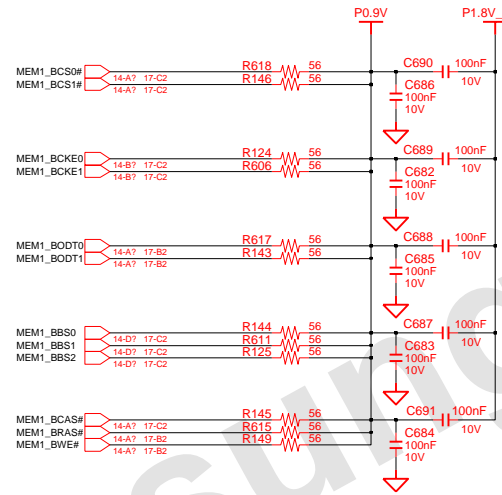 P0.9V P1.8V_
MEM1_BCS0# 14-A? 17-C2 R618 56 C690 100nF 10V
MEM1_BCS1# 14-A? 17-C2 R146 56 C686 100nF 10V
MEM1_BCKE0 14-B? 17-C2 R124 56 C689 100nF 10V
MEM1_BCKE1 14-B? 17-C2 R606 56 C682 100nF 10V
MEM1_BODT0 14-A? 17-B2 R617 56 C688 100nF 10V
MEM1_BODT1 14-A? 17-B2 R143 56 C685 100nF 10V
MEM1_BBS0 14-D? 17-C2 R144 56 C687 100nF 10V
MEM1_BBS1 14-D? 17-C2 R611 56 C683 100nF 10V
MEM1_BBS2 14-D? 17-C2 R125 56
MEM1_BCAS# 14-A? 17-C2 R145 56 C691 100nF 10V
MEM1_BRAS# 14-A? 17-B2 R615 56 C684 100nF 10V
MEM1_BWE# 14-A? 17-B2 R149 56
sung